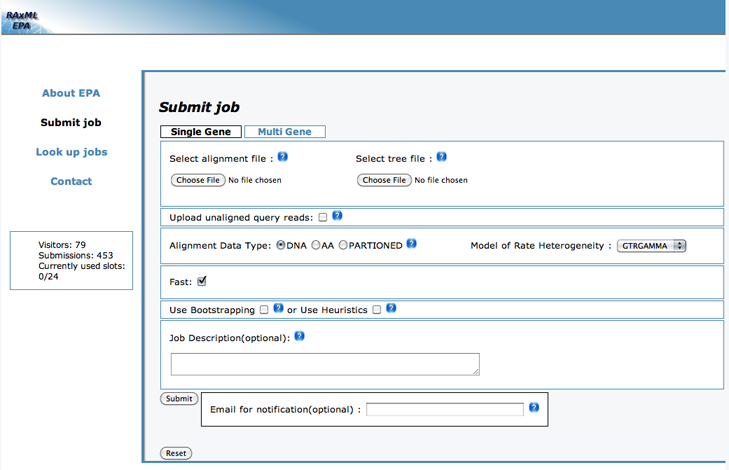 RAxML
EPA
About EPA
Submit job
Look up jobs
Contact
Visitors: 79
Submissions: 453
Currently used slots:
0/24
Submit job
Single Gene Multi Gene
Select alignment file : ? Select tree file : ?
Choose File No file chosen Choose File No file chosen
Upload unaligned query reads: ?
Alignment Data Type: DNA AA PARTIONED ? Model of Rate Heterogeneity : GTRGAMMA
Fast:
Use Bootstrapping ? or Use Heuristics ?
Job Description(optional): ?
Submit
Email for notification(optional) : ?
Reset